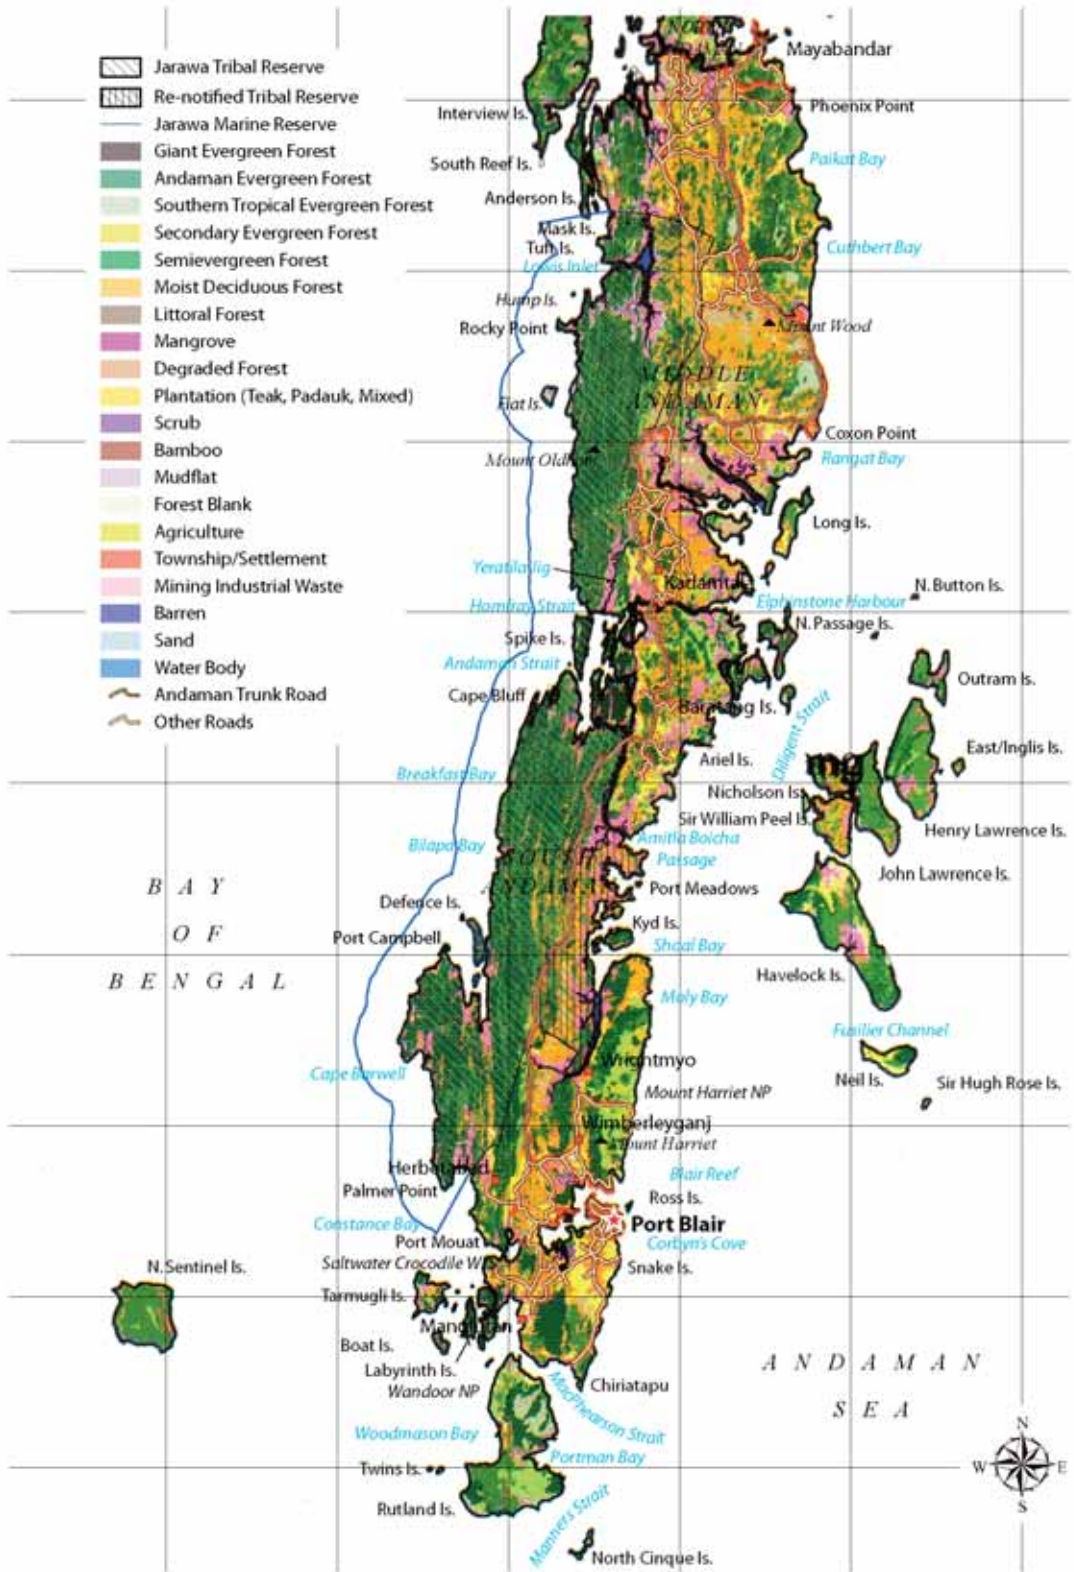 Jarawa Tribal Reserve
Re-notified Tribal Reserve
Jarawa Marine Reserve
Giant Evergreen Forest
Andaman Evergreen Forest
Southern Tropical Evergreen Forest
Secondary Evergreen Forest
Semievergreen Forest
Moist Deciduous Forest
Littoral Forest
Mangrove
Degraded Forest
Plantation (Teak, Padauk, Mixed)
Scrub
Bamboo
Mudflat
Forest Blank
Agriculture
Township/Settlement
Mining Industrial Waste
Barren
Sand
Water Body
Andaman Trunk Road
Other Roads
Mayabandar
Phoenix Point
Interview Is.
Paikat Bay
South Reef Is.
Anderson Is.
Mask Is.
Tuft Is.
Cuthbert Bay
Lowis Inlet
Hump Is.
Rocky Point
Mount Wood
MIDDLE
ANDAMAN
Flat Is.
Coxon Point
Mount Oldham
Rangat Bay
Long Is.
Yeratilajig
Kadamtala
N. Button Is.
Homfray Strait
Elphinstone Harbour
N. Passage Is.
Spike Is.
Andaman Strait
Outram Is.
Cape Bluff
Baratang Is.
Diligent Strait
East/Inglis Is.
Ariel Is.
Breakfast Bay
Nicholson Is.
Sir William Peel Is.
Henry Lawrence Is.
Bilapa Bay
Amitla Boicha
Passage
SOUTH
ANDAMAN
John Lawrence Is.
Port Meadows
BAY
OF
BENGAL
Defence Is.
Kyd Is.
Port Campbell
Shoal Bay
Havelock Is.
Moly Bay
Fusilier Channel
Wrightmyo
Cape Barwell
Neil Is.
Sir Hugh Rose Is.
Mount Harriet NP
Wimberleyganj
Mount Harriet
Herbertabad
Blair Reef
Palmer Point
Ross Is.
Constance Bay
Port Blair
Port Mouat
Corbyn's Cove
Saltwater Crocodile WLS
Snake Is.
N. Sentinel Is.
Tarmugli Is.
Boat Is.
Labyrinth Is.
Wandoor NP
Chiriatapu
MacPhearson Strait
ANDAMAN
SEA
Woodmason Bay
Portman Bay
Twins Is.
Rutland Is.
Manners Strait
North Cinque Is.
N
W
E
S